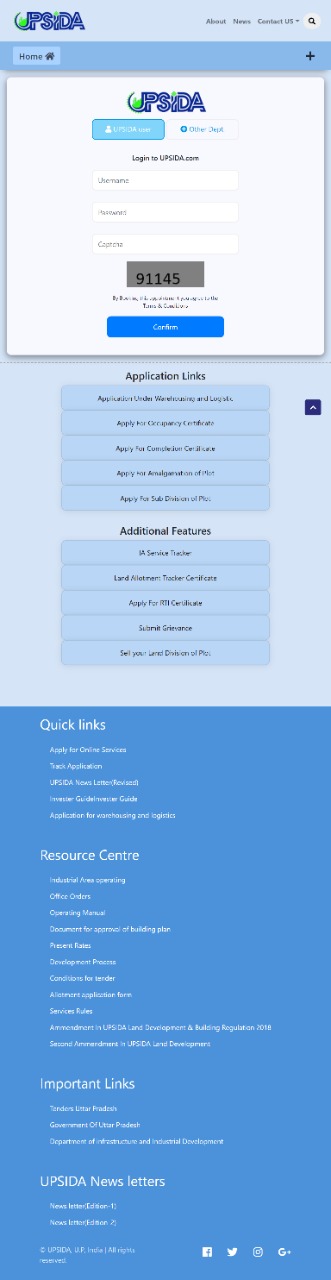 UPSIDA
About News Contact US
Home
UPSIDA
UPSIDA user Other Dept
Login to UPSIDA.com
Username
Password
Captcha
91145
By Booking this appointment you agree to the
Terms & Conditions
Confirm
Application Links
Application Under Warehousing and Logistic
Apply For Occupancy Certificate
Apply For Completion Certificate
Apply For Amalgamation of Plot
Apply For Sub Division of Plot
Additional Features
IA Service Tracker
Land Allotment Tracker Certificate
Apply For RTI Certificate
Submit Grievance
Sell your Land Division of Plot
Quick links
Apply for Online Services
Track Application
UPSIDA News Letter(Revised)
Investor GuideInvester Guide
Application for warehousing and logistics
Resource Centre
Industrial Area operating
Office Orders
Operating Manual
Document for approval of building plan
Present Rates
Development Process
Conditions for tender
Allotment application form
Services Rules
Ammendment In UPSIDA Land Development & Building Regulation 2018
Second Ammendment In UPSIDA Land Development
Important Links
Tenders Uttar Pradesh
Government Of Uttar Pradesh
Department of infrastructure and Industrial Development
UPSIDA News letters
News letter(Edition-1)
News letter(Edition-2)
© UPSIDA, U.P, India | All rights
reserved.